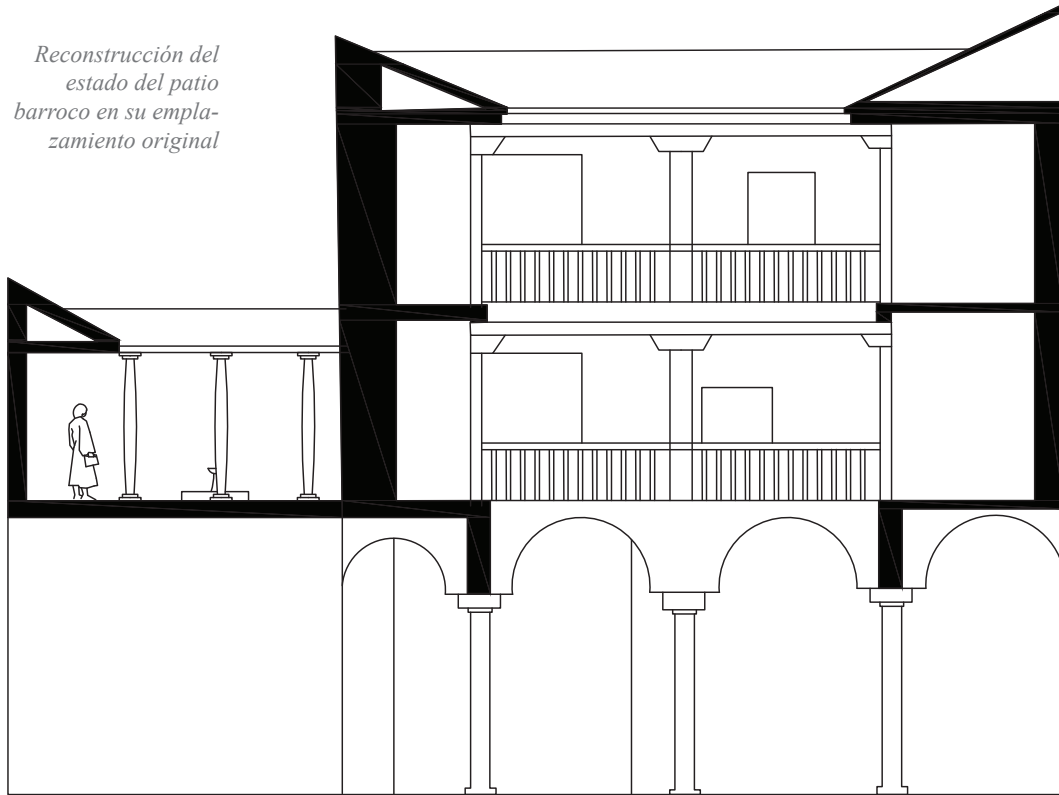 Reconstrucción del
estado del patio
barroco en su empla-
zamiento original